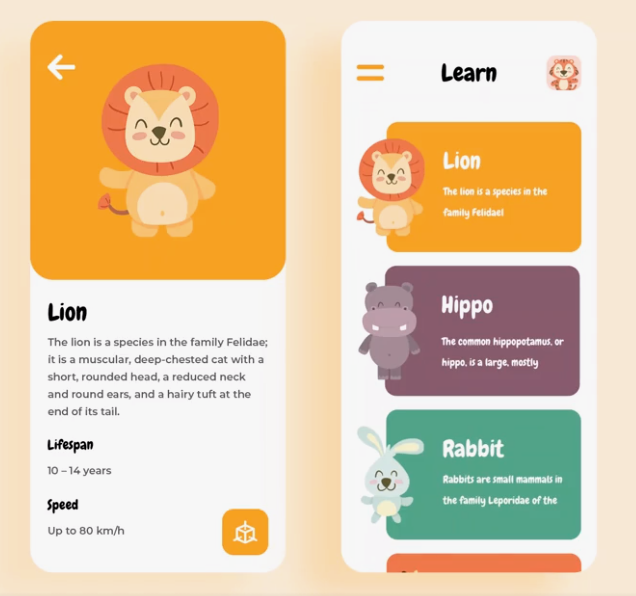 Lion
The lion is a species in the family Felidae;
it is a muscular, deep-chested cat with a
short, rounded head, a reduced neck
and round ears, and a hairy tuft at the
end of its tail.
Lifespan
10 – 14 years
Speed
Up to 80 km/h
Learn
Lion
The lion is a species in the
family Felidael
Hippo
The common hippopotamus, or
hippo, is a large, mostly
Rabbit
Rabbits are small mammals in
the family Leporidae of the